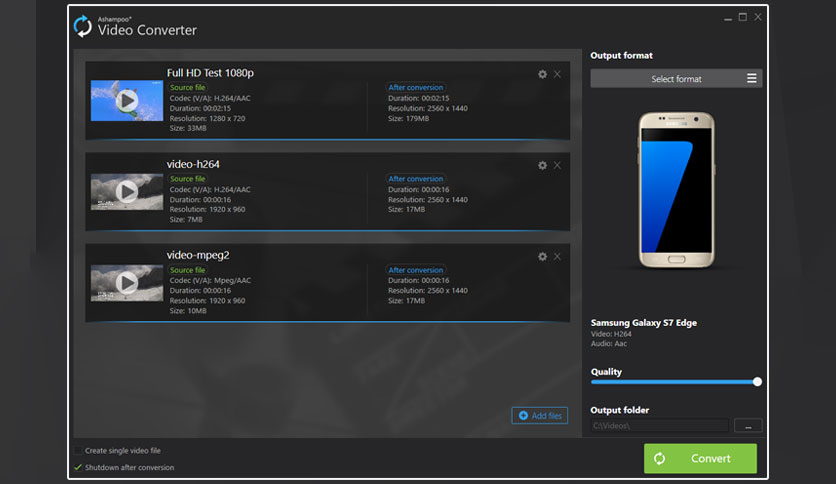 Ashampoo®
Video Converter
Full HD Test 1080p
Source file
Codec (V/A): H.264/AAC
Duration: 00:02:15
Resolution: 1280 x 720
Size: 33MB
After conversion
Duration: 00:02:15
Resolution: 2560 x 1440
Size: 179MB
video-h264
Source file
Codec (V/A): H.264/AAC
Duration: 00:00:16
Resolution: 1920 x 960
Size: 7MB
After conversion
Duration: 00:00:16
Resolution: 2560 x 1440
Size: 17MB
video-mpeg2
Source file
Codec (V/A): Mpeg/AAC
Duration: 00:00:16
Resolution: 1920 x 960
Size: 10MB
After conversion
Duration: 00:00:16
Resolution: 2560 x 1440
Size: 17MB
Add files
Create single video file
Shutdown after conversion
Output format
Select format
SAMSUNG
Samsung Galaxy S7 Edge
Video: H264
Audio: Aac
Quality
Output folder
C:\Videos\
...
Convert